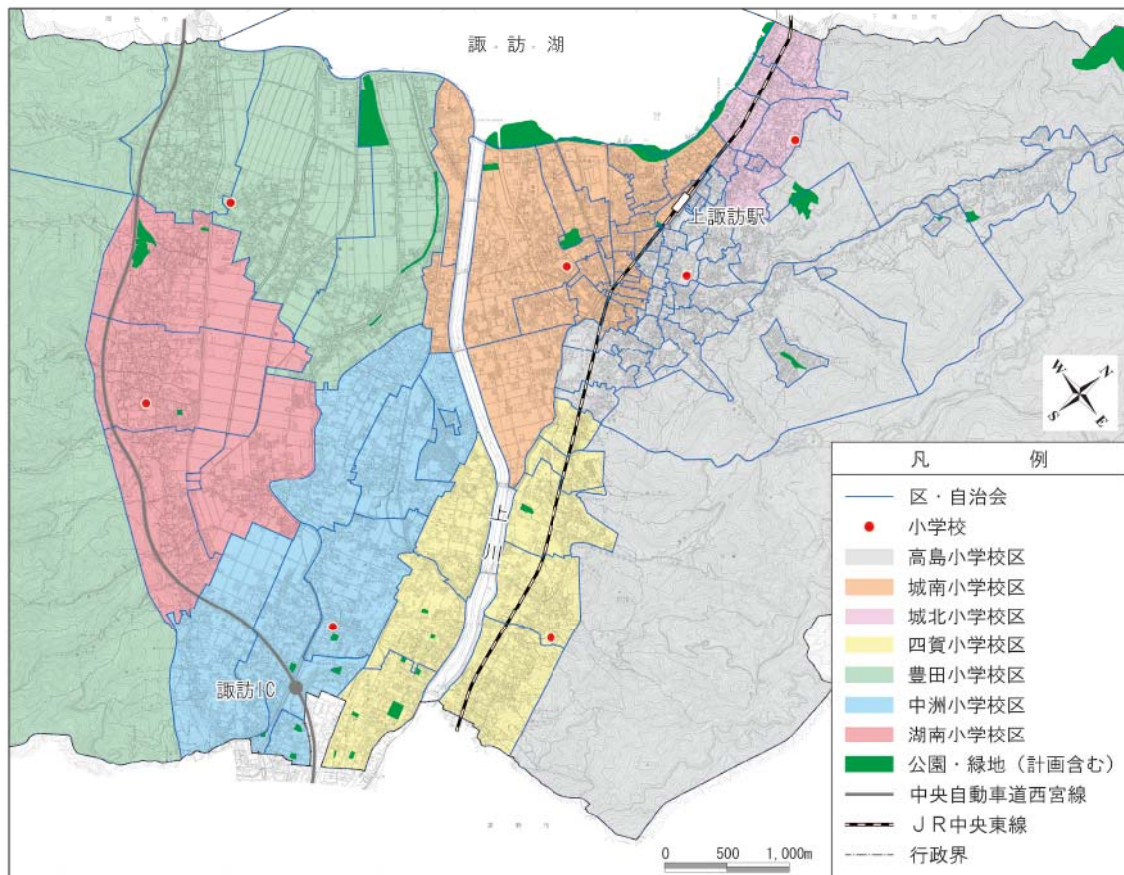 諏訪湖
上諏訪駅
上川
諏訪IC
W
N
S
E
凡例
区・自治会
小学校
高島小学校区
城南小学校区
城北小学校区
四賀小学校区
豊田小学校区
中洲小学校区
湖南小学校区
公園・緑地（計画含む）
中央自動車道西宮線
ＪＲ中央東線
行政界
0 500 1,000m